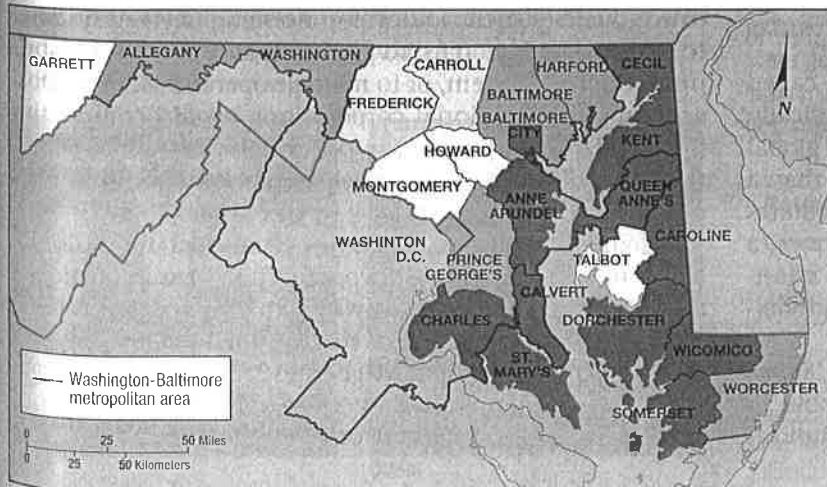 GARRETT
ALLEGANY
WASHINGTON
FREDERICK
CARROLL
BALTIMORE
BALTIMORE
CITY
HARFORD
CECIL
KENT
QUEEN
ANNE'S
HOWARD
MONTGOMERY
ANNE
ARUNDEL
CAROLINE
TALBOT
WASHINTON
D.C.
PRINCE
GEORGE'S
CALVERT
CHARLES
DORCHESTER
ST.
MARY'S
WICOMICO
WORCESTER
SOMERSET
N
Washington-Baltimore
metropolitan area
0 25 50 Miles
0 25 50 Kilometers